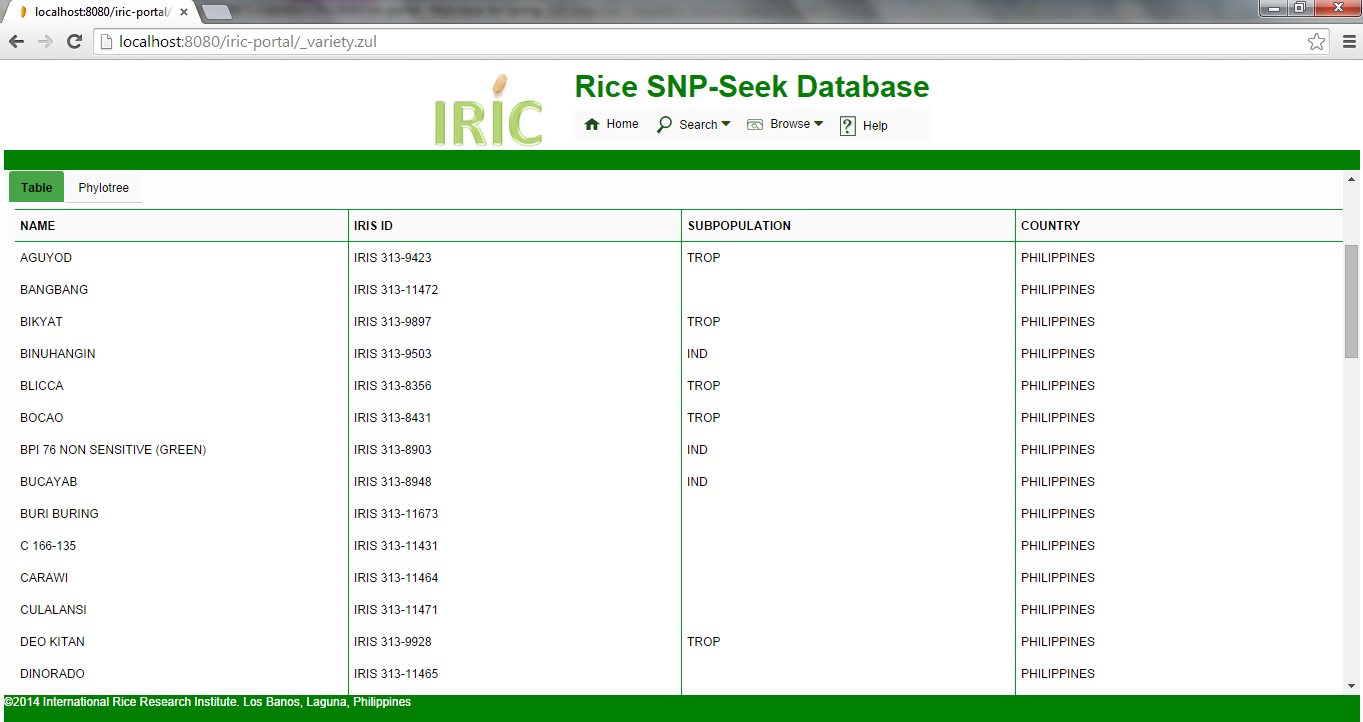 localhost:8080/iric-portal/
localhost:8080/iric-portal/_variety.zul
IRIC
Rice SNP-Seek Database
Home Search Browse ? Help
Table Phylotree
NAME IRIS ID SUBPOPULATION COUNTRY
AGUYOD IRIS 313-9423 TROP PHILIPPINES
BANGBANG IRIS 313-11472 PHILIPPINES
BIKYAT IRIS 313-9897 TROP PHILIPPINES
BINUHANGIN IRIS 313-9503 IND PHILIPPINES
BLICCA IRIS 313-8356 TROP PHILIPPINES
BOCAO IRIS 313-8431 TROP PHILIPPINES
BPI 76 NON SENSITIVE (GREEN) IRIS 313-8903 IND PHILIPPINES
BUCAYAB IRIS 313-8948 IND PHILIPPINES
BURI BURING IRIS 313-11673 PHILIPPINES
C 166-135 IRIS 313-11431 PHILIPPINES
CARAWI IRIS 313-11464 PHILIPPINES
CULALANSI IRIS 313-11471 PHILIPPINES
DEO KITAN IRIS 313-9928 TROP PHILIPPINES
DINORADO IRIS 313-11465 PHILIPPINES
©2014 International Rice Research Institute. Los Banos, Laguna, Philippines